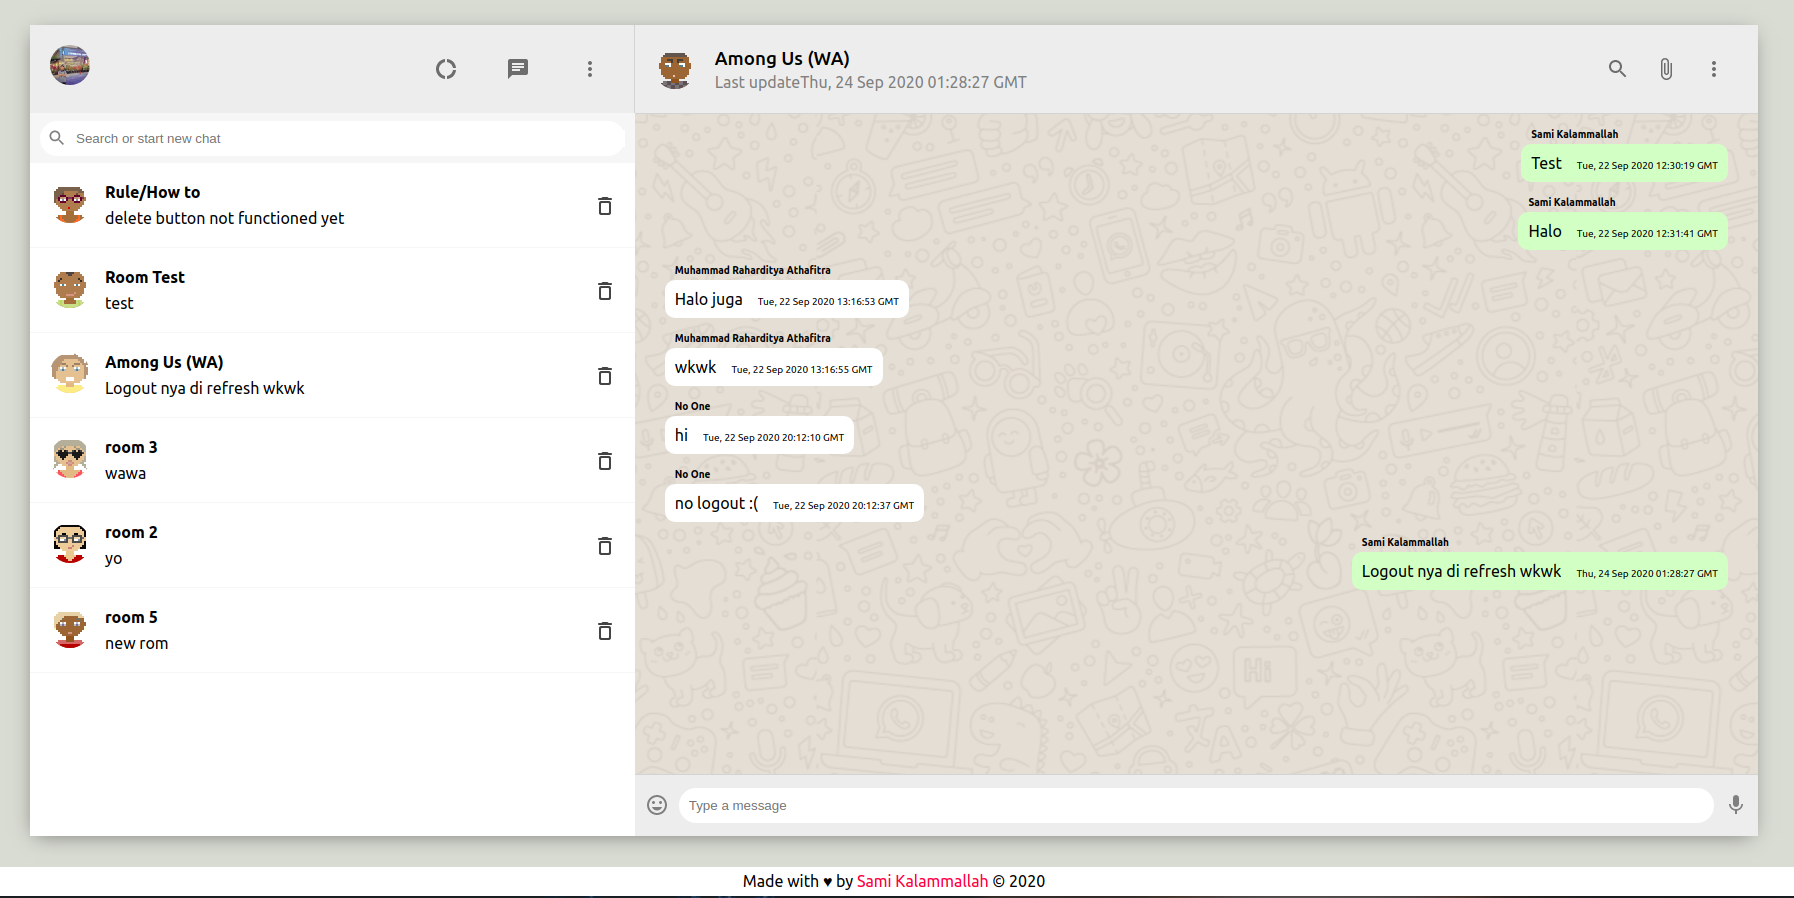 Search or start new chat
Rule/How to
delete button not functioned yet
Room Test
test
Among Us (WA)
Logout nya di refresh wkwk
room 3
wawa
room 2
yo
room 5
new rom
Among Us (WA)
Last updateThu, 24 Sep 2020 01:28:27 GMT
Sami Kalammallah
Test Tue, 22 Sep 2020 12:30:19 GMT
Sami Kalammallah
Halo Tue, 22 Sep 2020 12:31:41 GMT
Muhammad Raharditya Athafitra
Halo juga Tue, 22 Sep 2020 13:16:53 GMT
Muhammad Raharditya Athafitra
wkwk Tue, 22 Sep 2020 13:16:55 GMT
No One
hi Tue, 22 Sep 2020 20:12:10 GMT
No One
no logout :( Tue, 22 Sep 2020 20:12:37 GMT
Sami Kalammallah
Logout nya di refresh wkwk Thu, 24 Sep 2020 01:28:27 GMT
Hi
Type a message
Made with ♥ by Sami Kalammallah © 2020